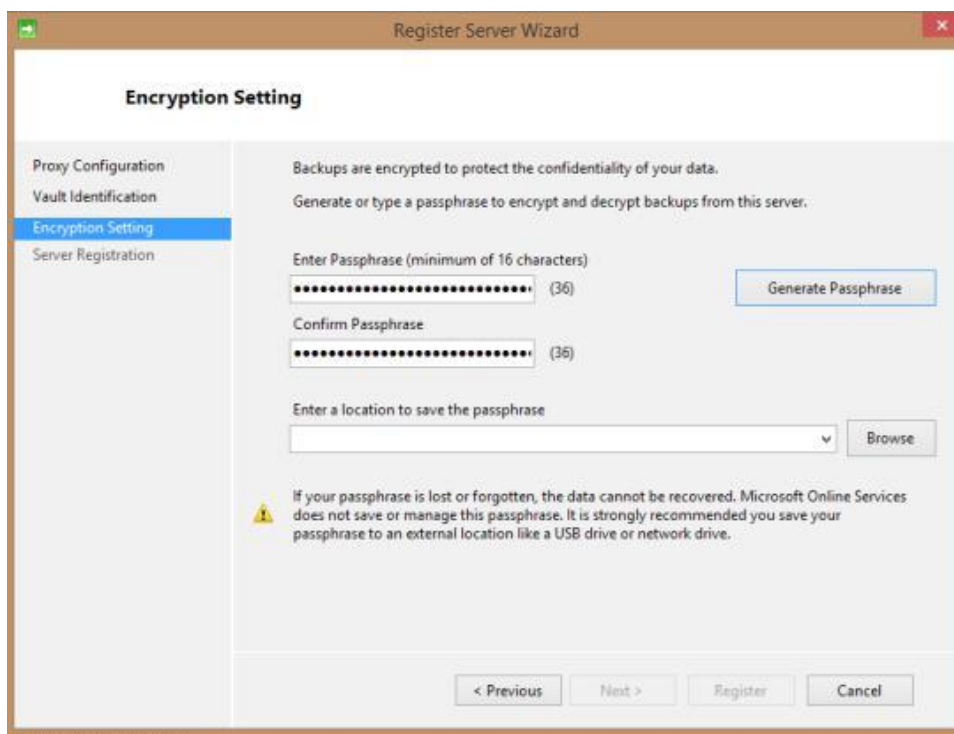 Register Server Wizard
Encryption Setting
Proxy Configuration
Vault Identification
Encryption Setting
Server Registration
Backups are encrypted to protect the confidentiality of your data.
Generate or type a passphrase to encrypt and decrypt backups from this server.
Enter Passphrase (minimum of 16 characters)
(36)
Generate Passphrase
Confirm Passphrase
(36)
Enter a location to save the passphrase
Browse
If your passphrase is lost or forgotten, the data cannot be recovered. Microsoft Online Services
does not save or manage this passphrase. It is strongly recommended you save your
passphrase to an external location like a USB drive or network drive.
< Previous
Next >
Register
Cancel